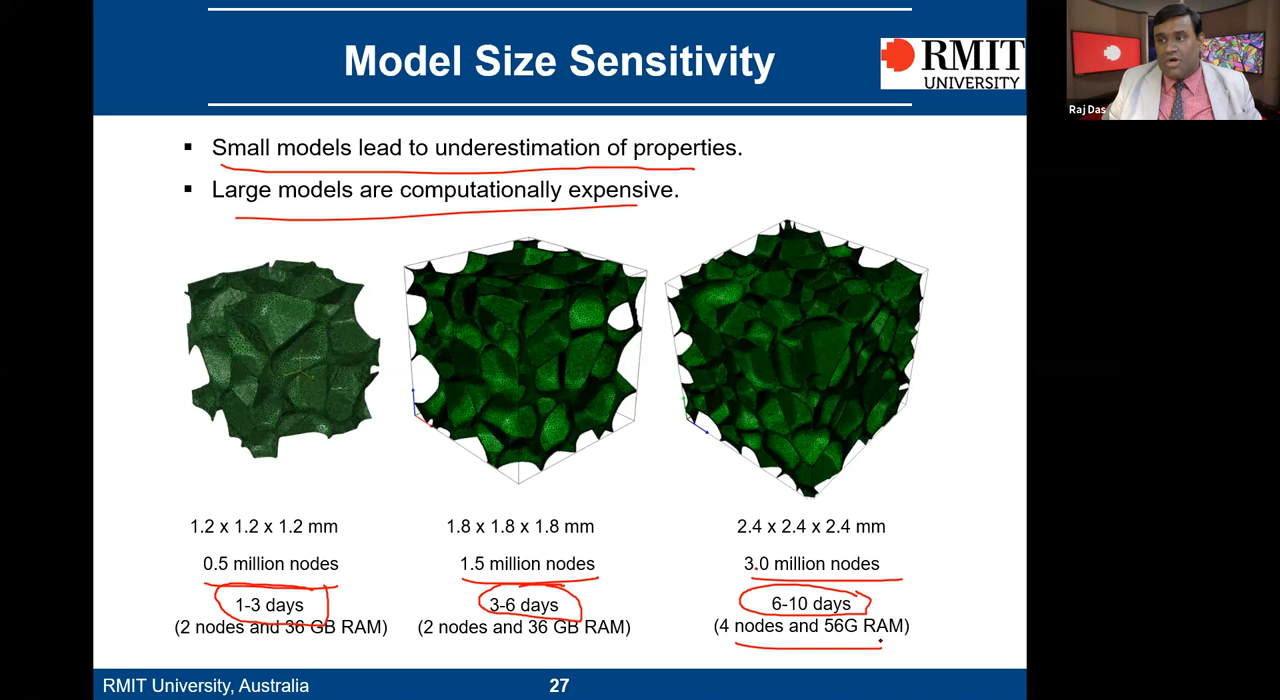 Model Size Sensitivity
RMIT
UNIVERSITY
Raj Das
▪ Small models lead to underestimation of properties.
▪ Large models are computationally expensive.
1.2 x 1.2 x 1.2 mm
0.5 million nodes
1-3 days
(2 nodes and 36 GB RAM)
1.8 x 1.8 x 1.8 mm
1.5 million nodes
3-6 days
(2 nodes and 36 GB RAM)
2.4 x 2.4 x 2.4 mm
3.0 million nodes
6-10 days
(4 nodes and 56G RAM)
RMIT University, Australia
27